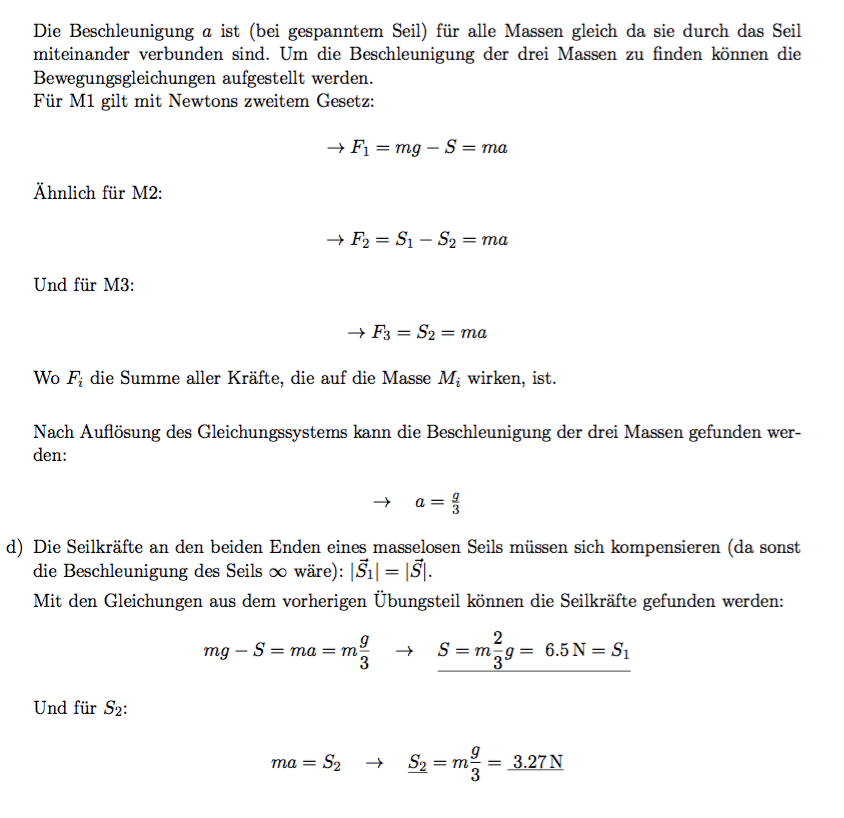 Die Beschleunigung a ist (bei gespanntem Seil) für alle Massen gleich da sie durch das Seil
miteinander verbunden sind. Um die Beschleunigung der drei Massen zu finden können die
Bewegungsgleichungen aufgestellt werden.
Für M1 gilt mit Newtons zweitem Gesetz:
→ F₁ = mg − S = ma
Ähnlich für M2:
→ F₂ = S₁ − S₂ = ma
Und für M3:
→ F₃ = S₂ = ma
Wo Fᵢ die Summe aller Kräfte, die auf die Masse Mᵢ wirken, ist.
Nach Auflösung des Gleichungssystems kann die Beschleunigung der drei Massen gefunden wer-
den:
→ a = g/3
d) Die Seilkräfte an den beiden Enden eines masselosen Seils müssen sich kompensieren (da sonst
die Beschleunigung des Seils ∞ wäre): |S⃗₁| = |S⃗|.
Mit den Gleichungen aus dem vorherigen Übungsteil können die Seilkräfte gefunden werden:
mg − S = ma = m g/3 → S = m 2/3 g = 6.5 N = S₁
Und für S₂:
ma = S₂ → S₂ = m g/3 = 3.27 N